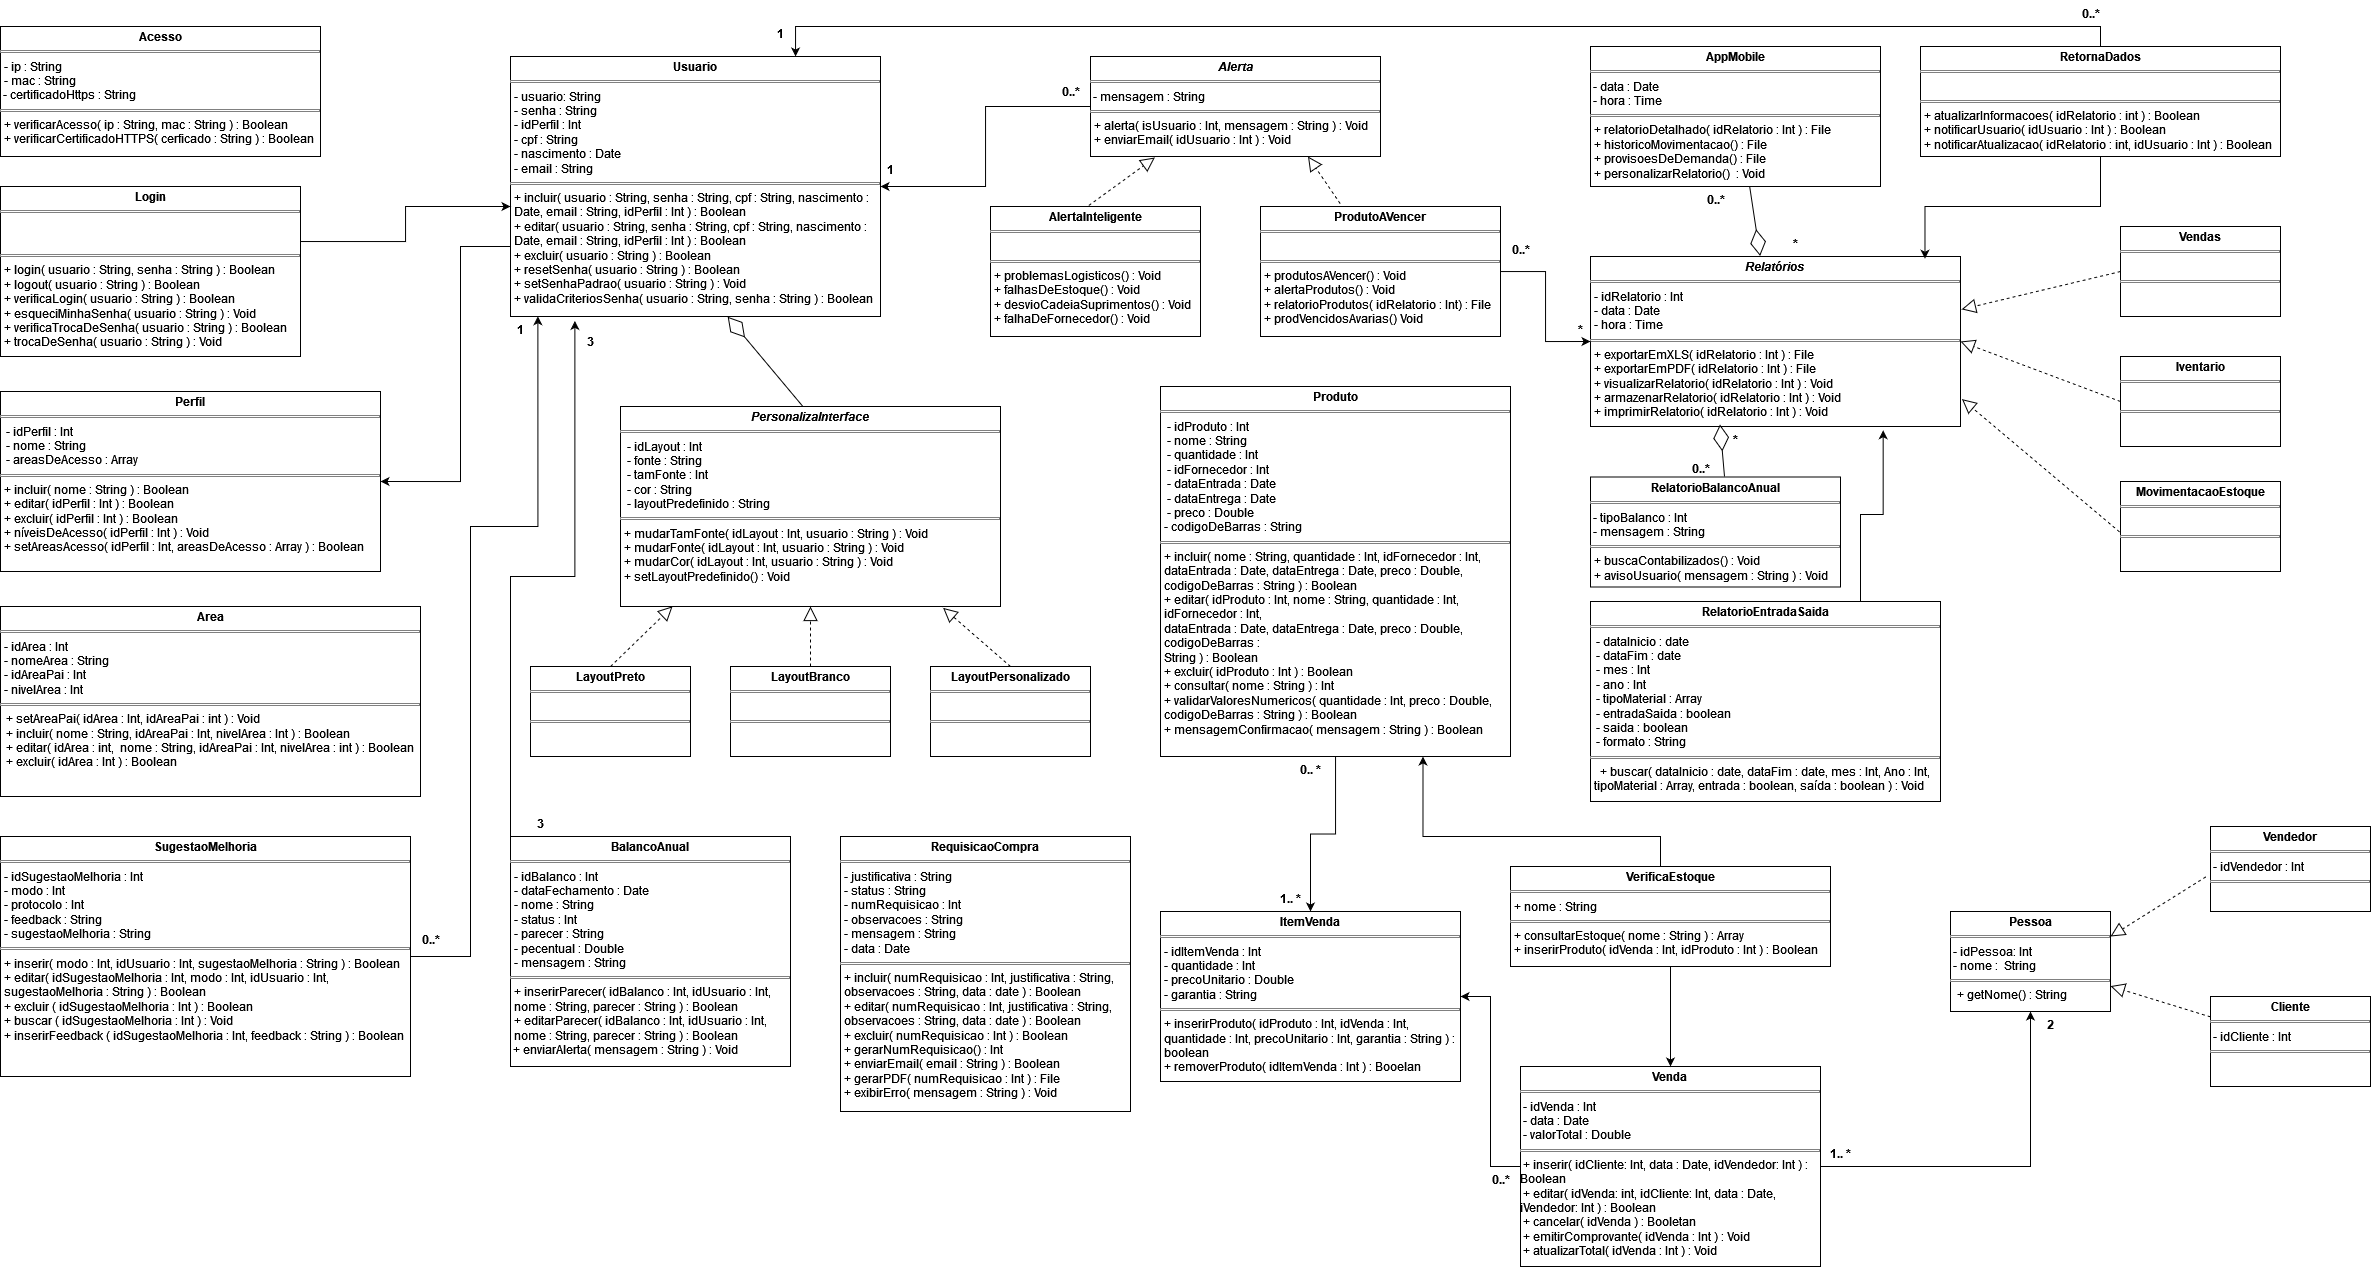 Acesso
- ip : String
- mac : String
- certificadoHttps : String
+ verificarAcesso( ip : String, mac : String ) : Boolean
+ verificarCertificadoHTTPS( cerficado : String ) : Boolean
Login
+ login( usuario : String, senha : String ) : Boolean
+ logout( usuario : String ) : Boolean
+ verificaLogin( usuario : String ) : Boolean
+ esqueciMinhaSenha( usuario : String ) : Void
+ verificaTrocaDeSenha( usuario : String ) : Boolean
+ trocaDeSenha( usuario : String ) : Void
Perfil
- idPerfil : Int
- nome : String
- areasDeAcesso : Array
+ incluir( nome : String ) : Boolean
+ editar( idPerfil : Int ) : Boolean
+ excluir( idPerfil : Int ) : Boolean
+ níveisDeAcesso( idPerfil : Int ) : Void
+ setAreasAcesso( idPerfil : Int, areasDeAcesso : Array ) : Boolean
Area
- idArea : Int
- nomeArea : String
- idAreaPai : Int
- nivelArea : Int
+ setAreaPai( idArea : Int, idAreaPai : int ) : Void
+ incluir( nome : String, idAreaPai : Int, nivelArea : Int ) : Boolean
+ editar( idArea : int, nome : String, idAreaPai : Int, nivelArea : int ) : Boolean
+ excluir( idArea : Int ) : Boolean
SugestaoMelhoria
- idSugestaoMelhoria : Int
- modo : Int
- protocolo : Int
- feedback : String
- sugestaoMelhoria : String
+ inserir( modo : Int, idUsuario : Int, sugestaoMelhoria : String ) : Boolean
+ editar( idSugestaoMelhoria : Int, modo : Int, idUsuario : Int,
sugestaoMelhoria : String ) : Boolean
+ excluir ( idSugestaoMelhoria : Int ) : Boolean
+ buscar ( idSugestaoMelhoria : Int ) : Void
+ inserirFeedback ( idSugestaoMelhoria : Int, feedback : String ) : Boolean
0..*
1
Usuario
- usuario: String
- senha : String
- idPerfil : Int
- cpf : String
- nascimento : Date
- email : String
+ incluir( usuario : String, senha : String, cpf : String, nascimento :
Date, email : String, idPerfil : Int ) : Boolean
+ editar( usuario : String, senha : String, cpf : String, nascimento :
Date, email : String, idPerfil : Int ) : Boolean
+ excluir( usuario : String ) : Boolean
+ resetSenha( usuario : String ) : Boolean
+ setSenhaPadrao( usuario : String ) : Void
+ validaCriteriosSenha( usuario : String, senha : String ) : Boolean
1
3
1
0..*
PersonalizaInterface
- idLayout : Int
- fonte : String
- tamFonte : Int
- cor : String
- layoutPredefinido : String
+ mudarTamFonte( idLayout : Int, usuario : String ) : Void
+ mudarFonte( idLayout : Int, usuario : String ) : Void
+ mudarCor( idLayout : Int, usuario : String ) : Void
+ setLayoutPredefinido() : Void
LayoutPreto
LayoutBranco
LayoutPersonalizado
3
BalancoAnual
- idBalanco : Int
- dataFechamento : Date
- nome : String
- status : Int
- parecer : String
- pecentual : Double
- mensagem : String
+ inserirParecer( idBalanco : Int, idUsuario : Int,
nome : String, parecer : String ) : Boolean
+ editarParecer( idBalanco : Int, idUsuario : Int,
nome : String, parecer : String ) : Boolean
+ enviarAlerta( mensagem : String ) : Void
RequisicaoCompra
- justificativa : String
- status : String
- numRequisicao : Int
- observacoes : String
- mensagem : String
- data : Date
+ incluir( numRequisicao : Int, justificativa : String,
observacoes : String, data : date ) : Boolean
+ editar( numRequisicao : Int, justificativa : String,
observacoes : String, data : date ) : Boolean
+ excluir( numRequisicao : Int ) : Boolean
+ gerarNumRequisicao() : Int
+ enviarEmail( email : String ) : Boolean
+ gerarPDF( numRequisicao : Int ) : File
+ exibirErro( mensagem : String ) : Void
Alerta
- mensagem : String
+ alerta( isUsuario : Int, mensagem : String ) : Void
+ enviarEmail( idUsuario : Int ) : Void
AlertaInteligente
+ problemasLogisticos() : Void
+ falhasDeEstoque() : Void
+ desvioCadeiaSuprimentos() : Void
+ falhaDeFornecedor() : Void
ProdutoAVencer
+ produtosAVencer() : Void
+ alertaProdutos() : Void
+ relatorioProdutos( idRelatorio : Int) : File
+ prodVencidosAvarias() Void
0..*
*
Produto
- idProduto : Int
- nome : String
- quantidade : Int
- idFornecedor : Int
- dataEntrada : Date
- dataEntrega : Date
- preco : Double
- codigoDeBarras : String
+ incluir( nome : String, quantidade : Int, idFornecedor : Int,
dataEntrada : Date, dataEntrega : Date, preco : Double,
codigoDeBarras : String ) : Boolean
+ editar( idProduto : Int, nome : String, quantidade : Int,
idFornecedor : Int,
dataEntrada : Date, dataEntrega : Date, preco : Double,
codigoDeBarras :
String ) : Boolean
+ excluir( idProduto : Int ) : Boolean
+ consultar( nome : String ) : Int
+ validarValoresNumericos( quantidade : Int, preco : Double,
codigoDeBarras : String ) : Boolean
+ mensagemConfirmacao( mensagem : String ) : Boolean
0.. *
1.. *
ItemVenda
- idItemVenda : Int
- quantidade : Int
- precoUnitario : Double
- garantia : String
+ inserirProduto( idProduto : Int, idVenda : Int,
quantidade : Int, precoUnitario : Int, garantia : String ) :
boolean
+ removerProduto( idItemVenda : Int ) : Booelan
AppMobile
- data : Date
- hora : Time
+ relatorioDetalhado( idRelatorio : Int ) : File
+ historicoMovimentacao() : File
+ provisoesDeDemanda() : File
+ personalizarRelatorio() : Void
0..*
*
0..*
RetornaDados
+ atualizarInformacoes( idRelatorio : int ) : Boolean
+ notificarUsuario( idUsuario : Int ) : Boolean
+ notificarAtualizacao( idRelatorio : int, idUsuario : Int ) : Boolean
Relatórios
- idRelatorio : Int
- data : Date
- hora : Time
+ exportarEmXLS( idRelatorio : Int ) : File
+ exportarEmPDF( idRelatorio : Int ) : File
+ visualizarRelatorio( idRelatorio : Int ) : Void
+ armazenarRelatorio( idRelatorio : Int ) : Void
+ imprimirRelatorio( idRelatorio : Int ) : Void
*
0..*
Vendas
Iventario
MovimentacaoEstoque
RelatorioBalancoAnual
- tipoBalanco : Int
- mensagem : String
+ buscaContabilizados() : Void
+ avisoUsuario( mensagem : String ) : Void
RelatorioEntradaSaida
- dataInicio : date
- dataFim : date
- mes : Int
- ano : Int
- tipoMaterial : Array
- entradaSaida : boolean
- saida : boolean
- formato : String
+ buscar( dataInicio : date, dataFim : date, mes : Int, Ano : Int,
tipoMaterial : Array, entrada : boolean, saída : boolean ) : Void
VerificaEstoque
+ nome : String
+ consultarEstoque( nome : String ) : Array
+ inserirProduto( idVenda : Int, idProduto : Int ) : Boolean
Venda
- idVenda : Int
- data : Date
- valorTotal : Double
+ inserir( idCliente: Int, data : Date, idVendedor: Int ) :
Boolean
+ editar( idVenda: int, idCliente: Int, data : Date,
iVendedor: Int ) : Boolean
+ cancelar( idVenda ) : Booletan
+ emitirComprovante( idVenda : Int ) : Void
+ atualizarTotal( idVenda : Int ) : Void
0..*
1.. *
2
Pessoa
- idPessoa: Int
- nome : String
+ getNome() : String
Vendedor
- idVendedor : Int
Cliente
- idCliente : Int